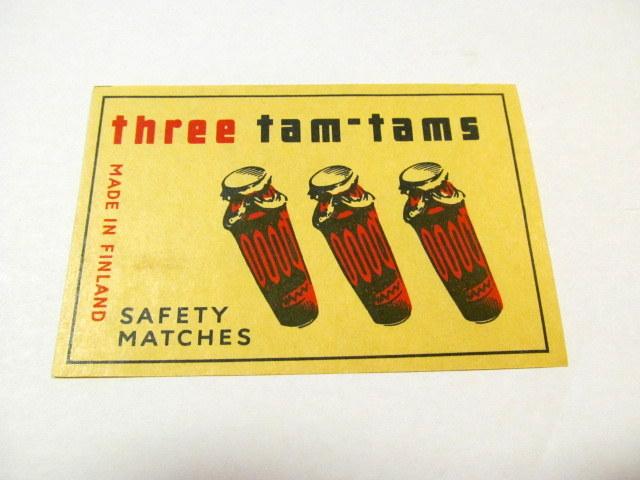 three tam-tams
MADE IN FINLAND
SAFETY
MATCHES